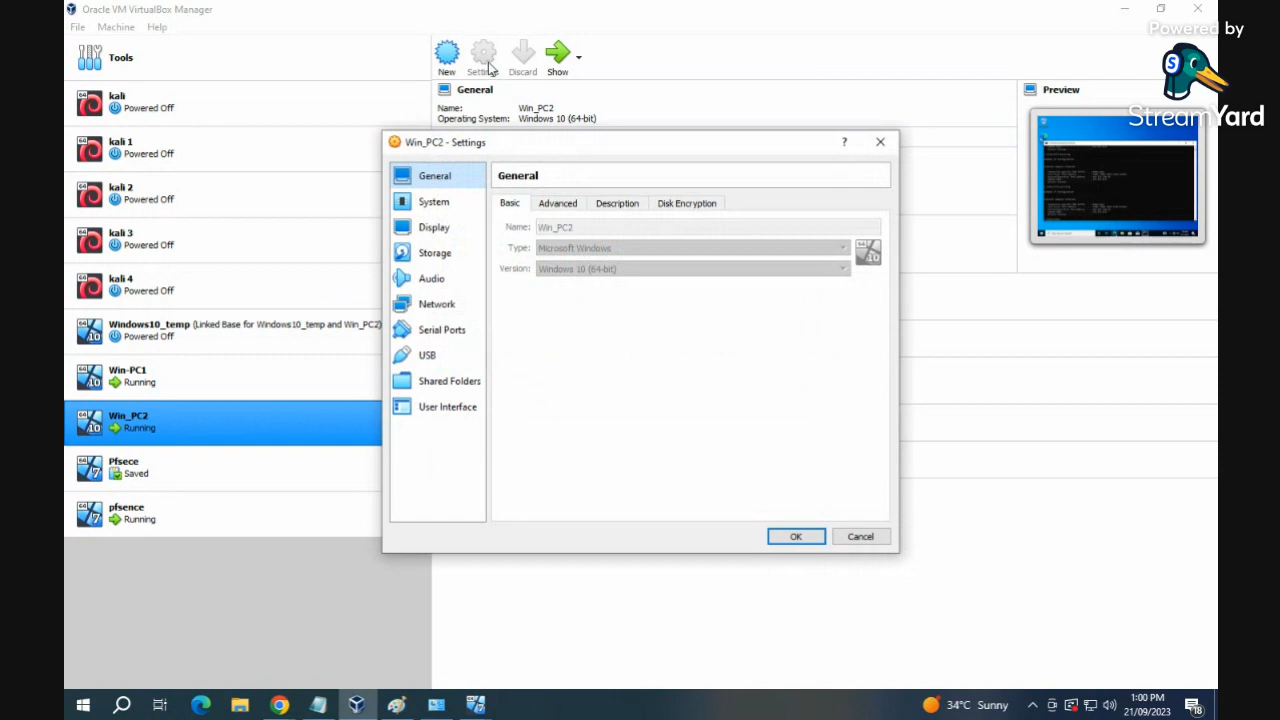 Oracle VM VirtualBox Manager
File Machine Help
Powered by
StreamYard
Tools
New Settin Discard Show
kali
Powered Off
kali 1
Powered Off
kali 2
Powered Off
kali 3
Powered Off
kali 4
Powered Off
Windows10_temp (Linked Base for Windows10_temp and Win_PC2)
Powered Off
Win-PC1
Running
Win_PC2
Running
Pfsece
Saved
pfsence
Running
General
Name: Win_PC2
Operating System: Windows 10 (64-bit)
Preview
Win_PC2 - Settings
General
System
Display
Storage
Audio
Network
Serial Ports
USB
Shared Folders
User Interface
General
Basic Advanced Description Disk Encryption
Name: Win_PC2
Type: Microsoft Windows
Version: Windows 10 (64-bit)
OK Cancel
34°C Sunny
1:00 PM
21/09/2023
18